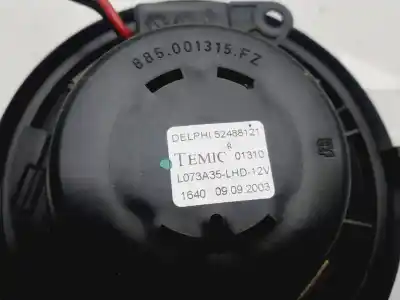 885.001315.FZ
DELPHI 52488121
8
TEMIC 01310
L073A35-LHD-12V
1640 09.09.2003